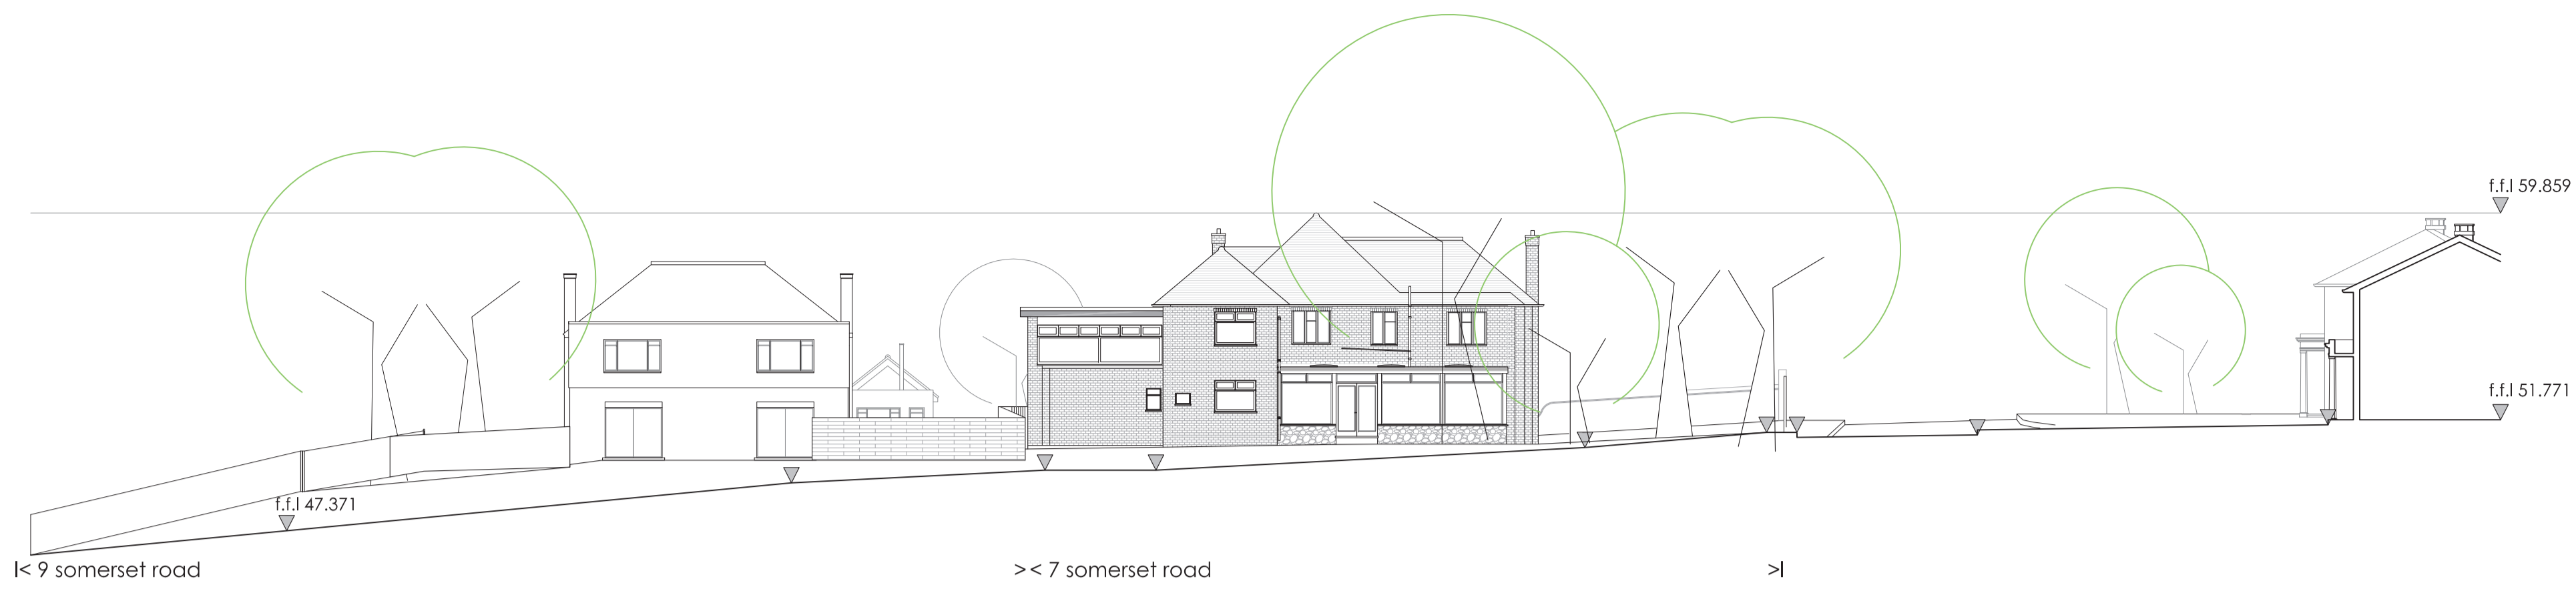 f.f.l 59.859
f.f.l 51.771
f.f.l 47.371
|< 9 somerset road
>< 7 somerset road
>|